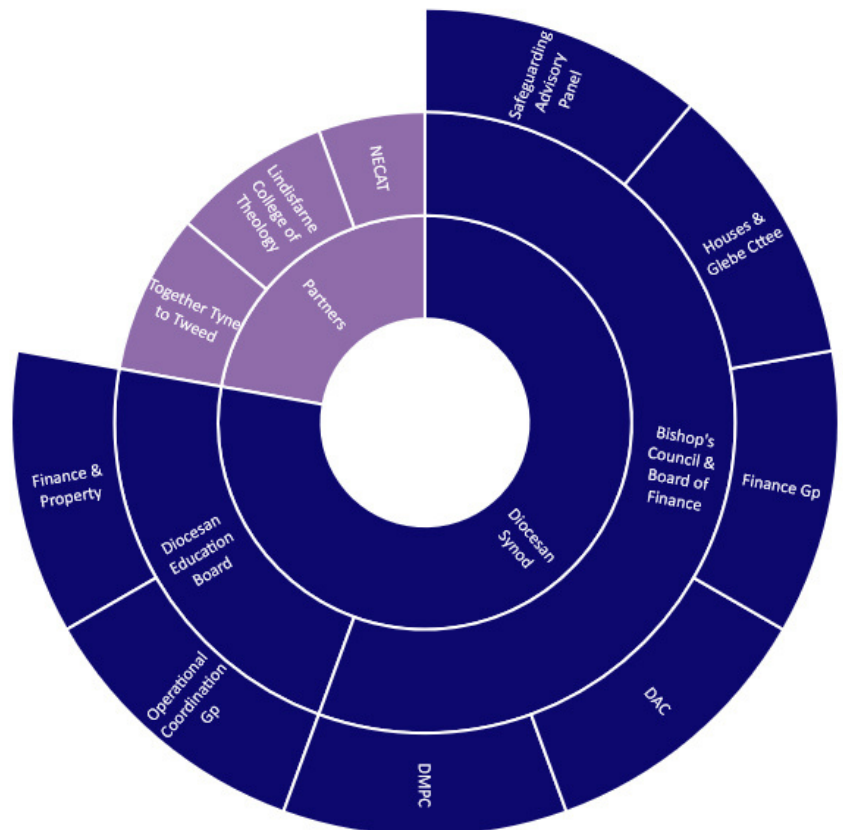 Safeguarding
Advisory
Panel
Houses &
Glebe Cttee
Finance Gp
DAC
DMPC
Operational
Coordination
Gp
Finance &
Property
Together Tyne
to Tweed
Lindisfarne
College of
Theology
NECAT
Partners
Bishop's
Council &
Board of
Finance
Diocesan
Synod
Diocesan
Education
Board